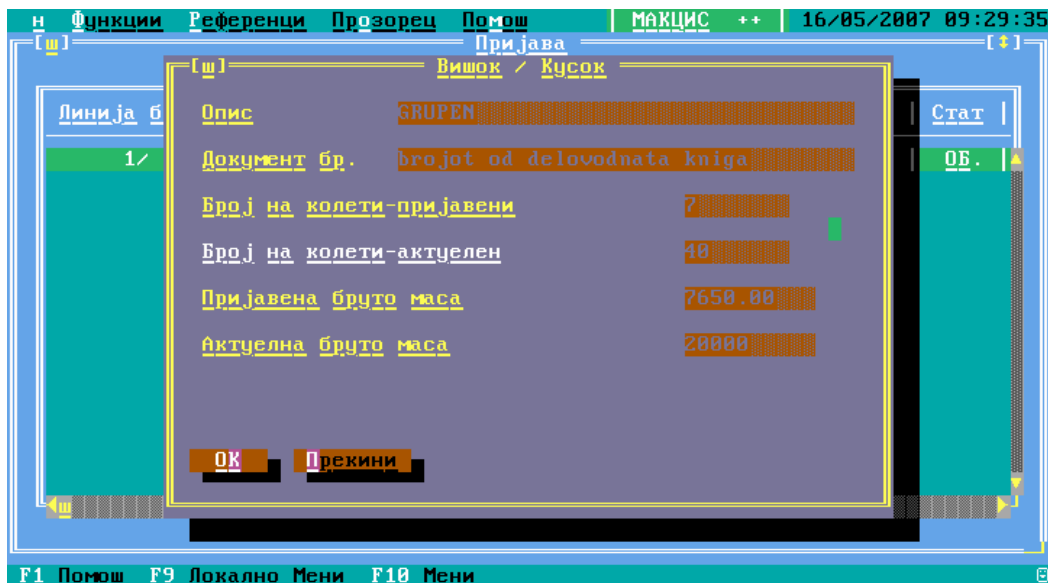 н Функции Референци Прозорец Помош МАКЦИС ++ 16/05/2007 09:29:35
[ш] Пријава [↕]
[ш] Вишок / Кусок
Опис GRUPEN
Линија б Стат
Документ бр. brojot od delovodnata kniga
1/ ОБ.
Број на колети-пријавени 7
Број на колети-актуелен 40
Пријавена бруто маса 7650.00
Актуелна бруто маса 20000
ОК Прекини
ш
F1 Помош F9 Локално Мени F10 Мени